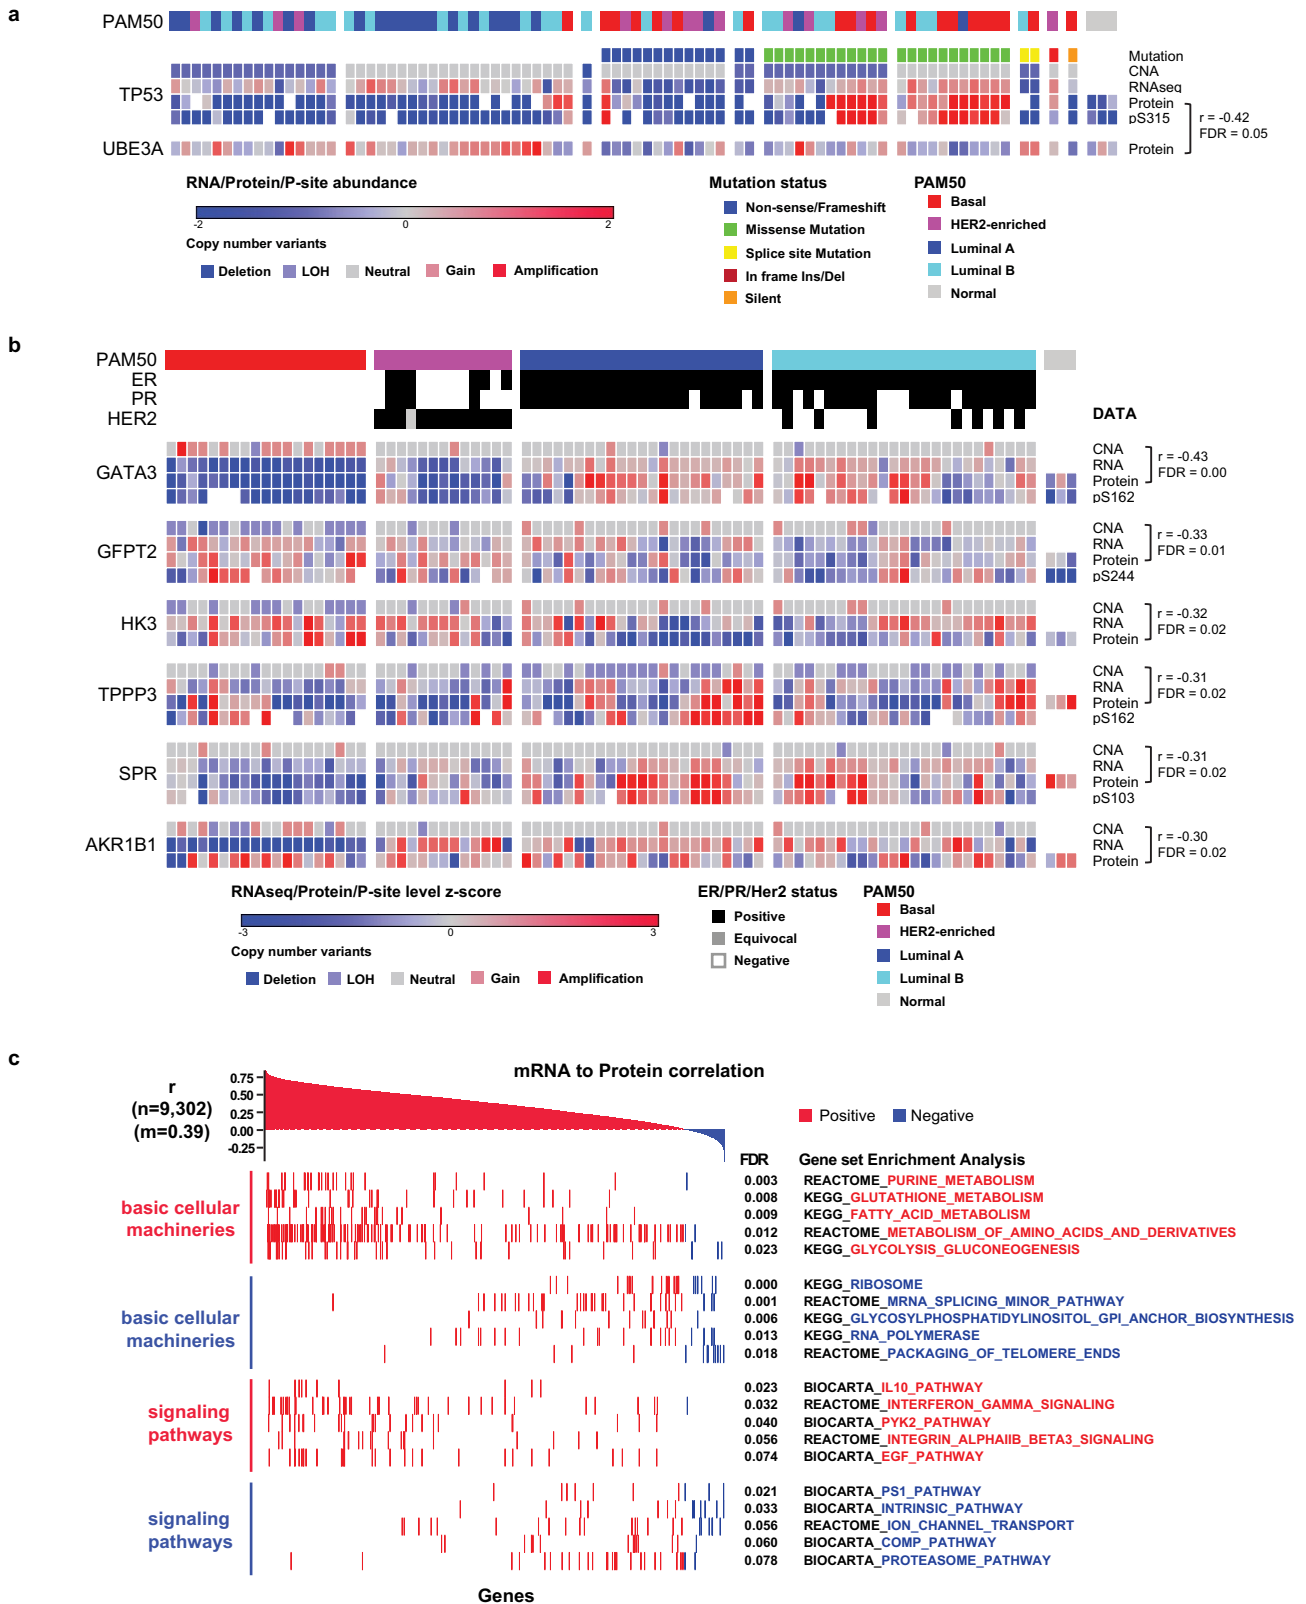 a
PAM50
TP53
UBE3A
Mutation
CNA
RNAseq
Protein
pS315
Protein
r = -0.42
FDR = 0.05
RNA/Protein/P-site abundance
-2 0 2
Copy number variants
Deletion LOH Neutral Gain Amplification
Mutation status
Non-sense/Frameshift
Missense Mutation
Splice site Mutation
In frame Ins/Del
Silent
PAM50
Basal
HER2-enriched
Luminal A
Luminal B
Normal
b
PAM50
ER
PR
HER2
DATA
GATA3
CNA
RNA
Protein
pS162
r = -0.43
FDR = 0.00
GFPT2
CNA
RNA
Protein
pS244
r = -0.33
FDR = 0.01
HK3
CNA
RNA
Protein
r = -0.32
FDR = 0.02
TPPP3
CNA
RNA
Protein
pS162
r = -0.31
FDR = 0.02
SPR
CNA
RNA
Protein
pS103
r = -0.31
FDR = 0.02
AKR1B1
CNA
RNA
Protein
r = -0.30
FDR = 0.02
RNAseq/Protein/P-site level z-score
-3 0 3
Copy number variants
Deletion LOH Neutral Gain Amplification
ER/PR/Her2 status
Positive
Equivocal
Negative
PAM50
Basal
HER2-enriched
Luminal A
Luminal B
Normal
c
mRNA to Protein correlation
r
(n=9,302)
(m=0.39)
0.75
0.50
0.25
0.00
-0.25
Positive Negative
FDR Gene set Enrichment Analysis
basic cellular
machineries
0.003 REACTOME_PURINE_METABOLISM
0.008 KEGG_GLUTATHIONE_METABOLISM
0.009 KEGG_FATTY_ACID_METABOLISM
0.012 REACTOME_METABOLISM_OF_AMINO_ACIDS_AND_DERIVATIVES
0.023 KEGG_GLYCOLYSIS_GLUCONEOGENESIS
basic cellular
machineries
0.000 KEGG_RIBOSOME
0.001 REACTOME_MRNA_SPLICING_MINOR_PATHWAY
0.006 KEGG_GLYCOSYLPHOSPHATIDYLINOSITOL_GPI_ANCHOR_BIOSYNTHESIS
0.013 KEGG_RNA_POLYMERASE
0.018 REACTOME_PACKAGING_OF_TELOMERE_ENDS
signaling
pathways
0.023 BIOCARTA_IL10_PATHWAY
0.032 REACTOME_INTERFERON_GAMMA_SIGNALING
0.040 BIOCARTA_PYK2_PATHWAY
0.056 REACTOME_INTEGRIN_ALPHAIIB_BETA3_SIGNALING
0.074 BIOCARTA_EGF_PATHWAY
signaling
pathways
0.021 BIOCARTA_PS1_PATHWAY
0.033 BIOCARTA_INTRINSIC_PATHWAY
0.056 REACTOME_ION_CHANNEL_TRANSPORT
0.060 BIOCARTA_COMP_PATHWAY
0.078 BIOCARTA_PROTEASOME_PATHWAY
Genes